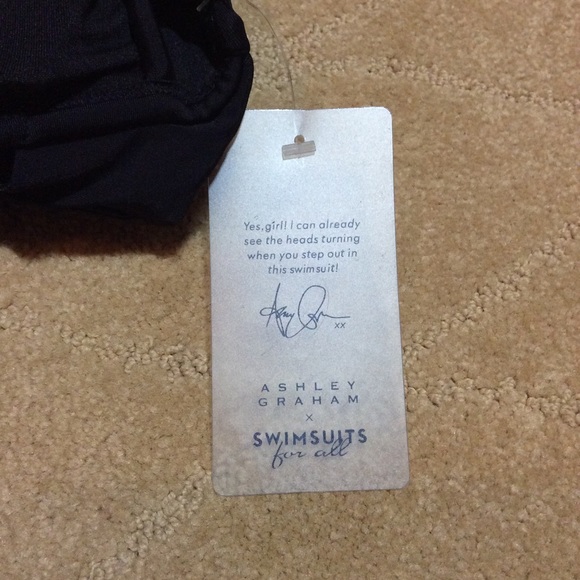 Yes, girl! I can already
see the heads turning
when you step out in
this swimsuit!
xx
ASHLEY
GRAHAM
x
SWIMSUITS
for all